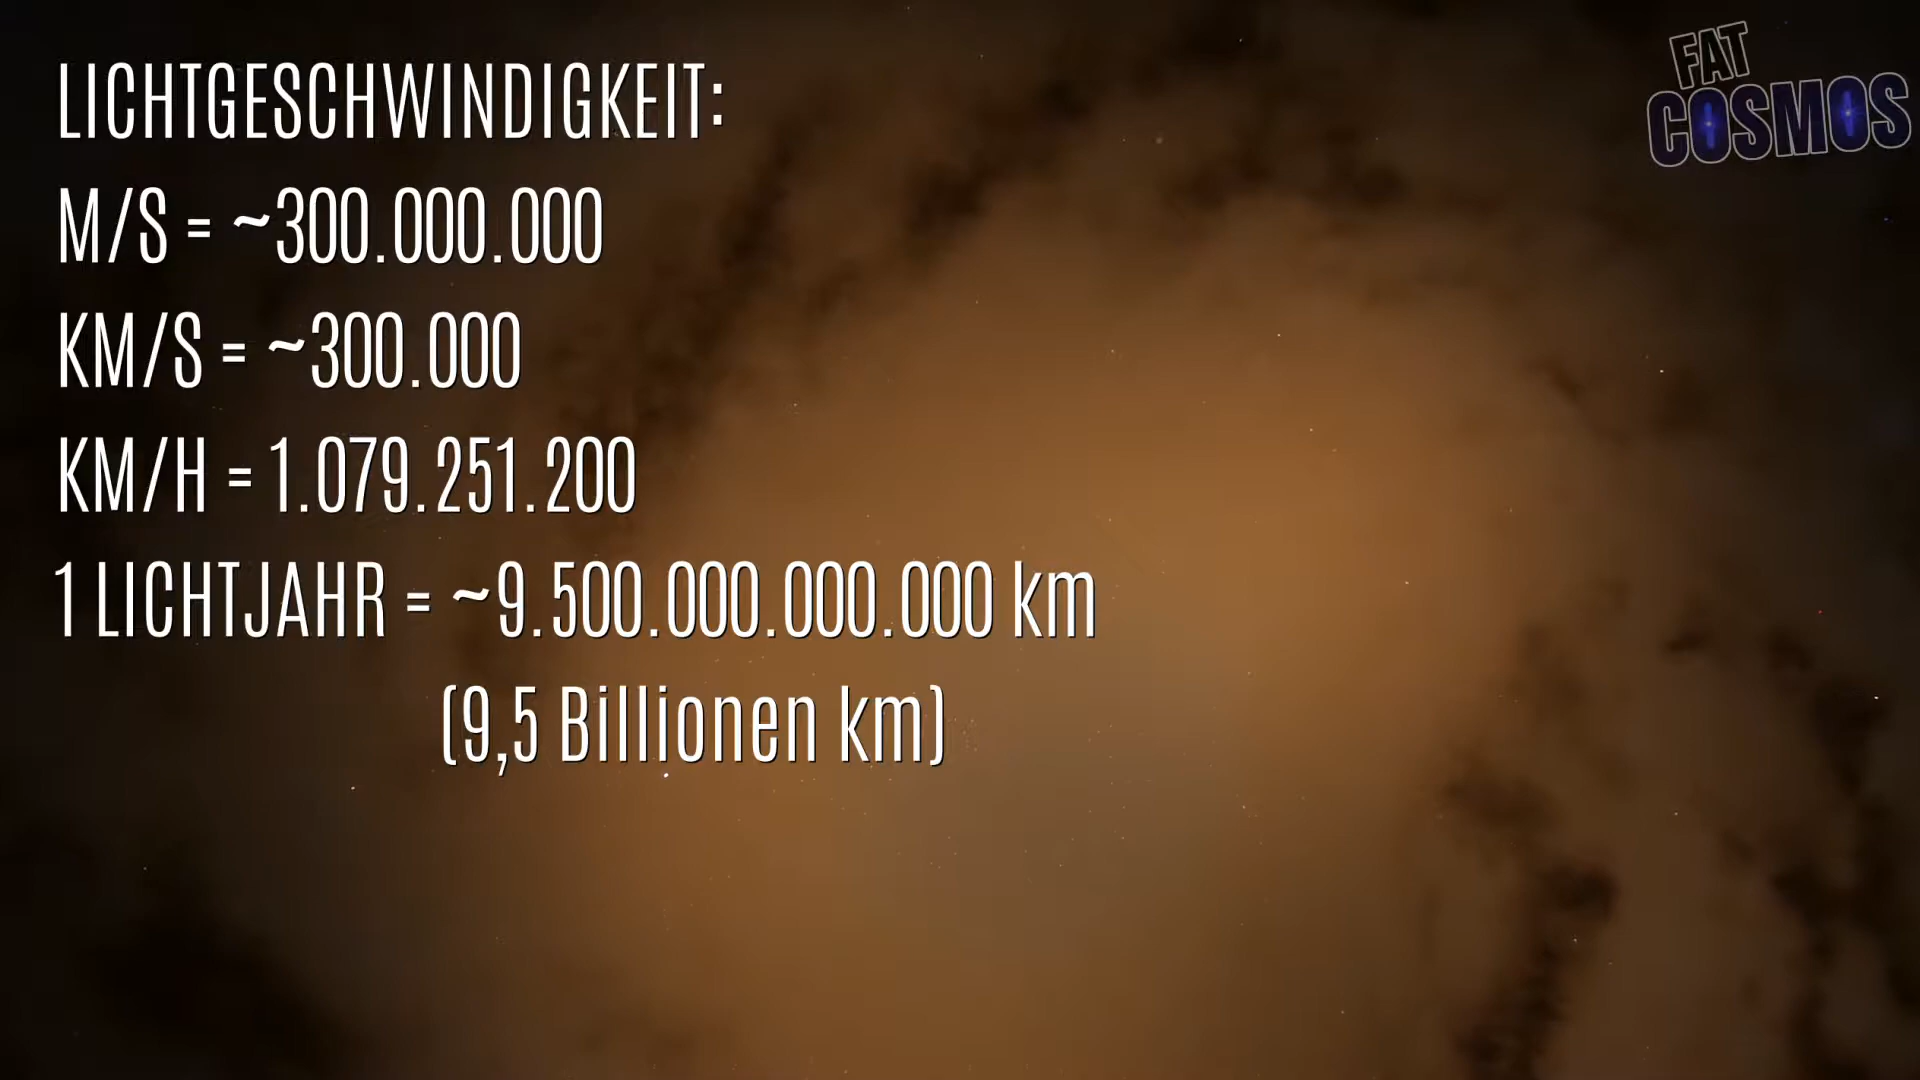 LICHTGESCHWINDIGKEIT:
M/S = ~300.000.000
KM/S = ~300.000
KM/H = 1.079.251.200
1 LICHTJAHR = ~9.500.000.000.000 km
(9,5 Billionen km)
FAT
COSMOS